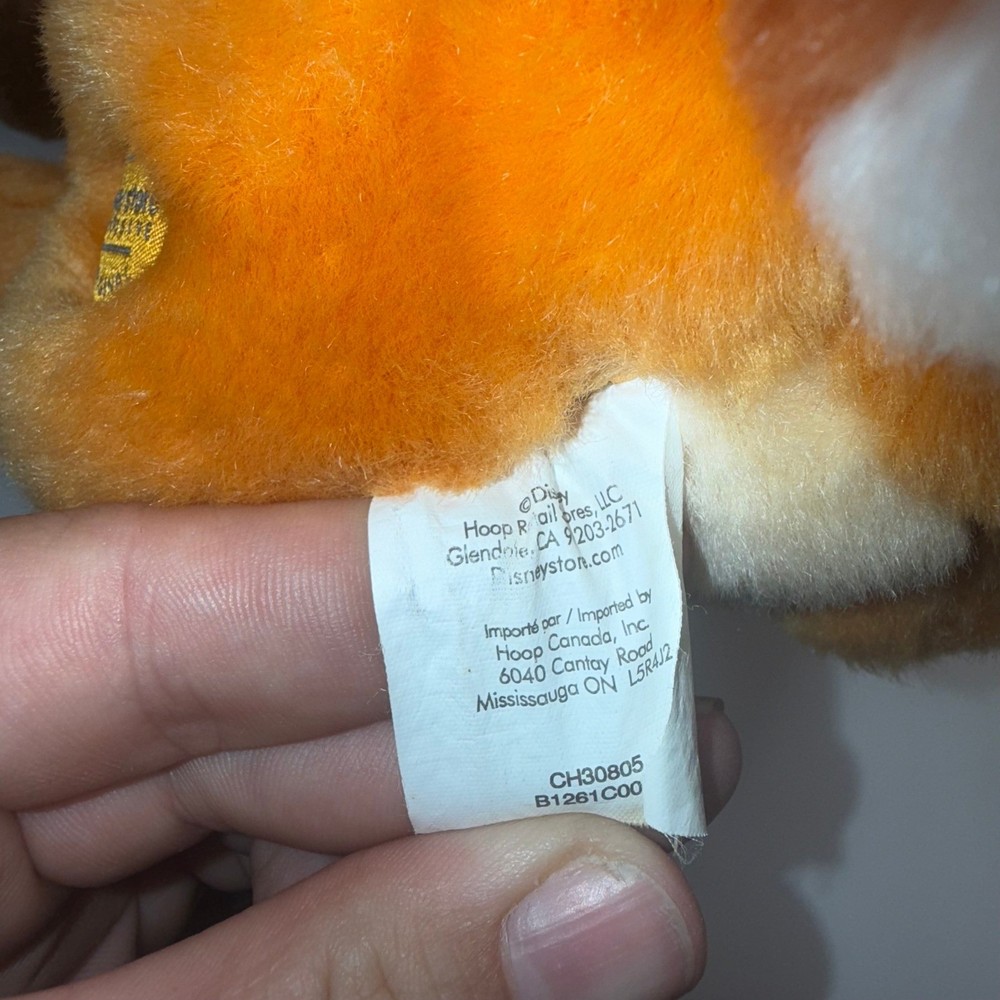 ©Disney
Hoop Retail Stores, LLC
Glendale, CA 91203-2671
Disneystore.com
Importé par / Imported by
Hoop Canada, Inc.
6040 Cantay Road
Mississauga ON L5R4J2
CH30805
B1261C00